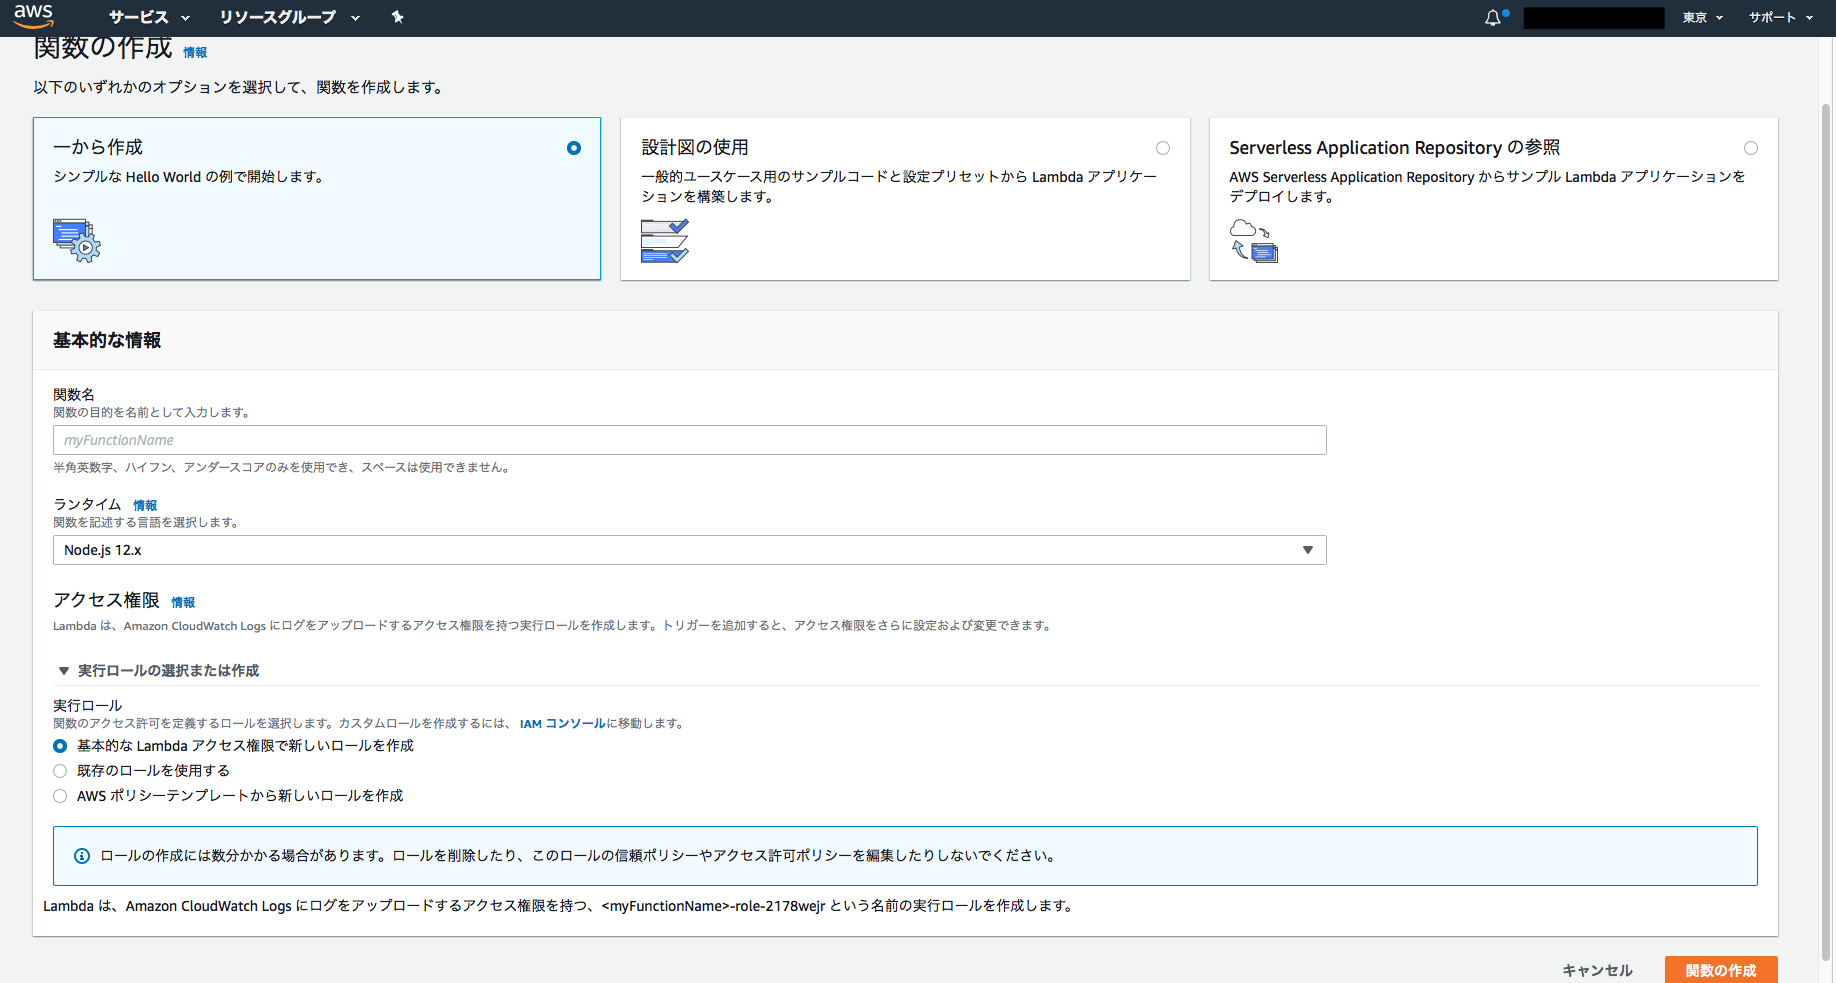 aws サービス リソースグループ 東京 サポート
関数の作成 情報
以下のいずれかのオプションを選択して、関数を作成します。
一から作成
シンプルな Hello World の例で開始します。
設計図の使用
一般的ユースケース用のサンプルコードと設定プリセットから Lambda アプリケー
ションを構築します。
Serverless Application Repository の参照
AWS Serverless Application Repository からサンプル Lambda アプリケーションを
デプロイします。
基本的な情報
関数名
関数の目的を名前として入力します。
myFunctionName
半角英数字、ハイフン、アンダースコアのみを使用でき、スペースは使用できません。
ランタイム 情報
関数を記述する言語を選択します。
Node.js 12.x
アクセス権限 情報
Lambda は、Amazon CloudWatch Logs にログをアップロードするアクセス権限を持つ実行ロールを作成します。トリガーを追加すると、アクセス権限をさらに設定および変更できます。
実行ロールの選択または作成
実行ロール
関数のアクセス許可を定義するロールを選択します。カスタムロールを作成するには、 IAM コンソールに移動します。
基本的な Lambda アクセス権限で新しいロールを作成
既存のロールを使用する
AWS ポリシーテンプレートから新しいロールを作成
ロールの作成には数分かかる場合があります。ロールを削除したり、このロールの信頼ポリシーやアクセス許可ポリシーを編集したりしないでください。
Lambda は、Amazon CloudWatch Logs にログをアップロードするアクセス権限を持つ、<myFunctionName>-role-2178wejr という名前の実行ロールを作成します。
キャンセル 関数の作成